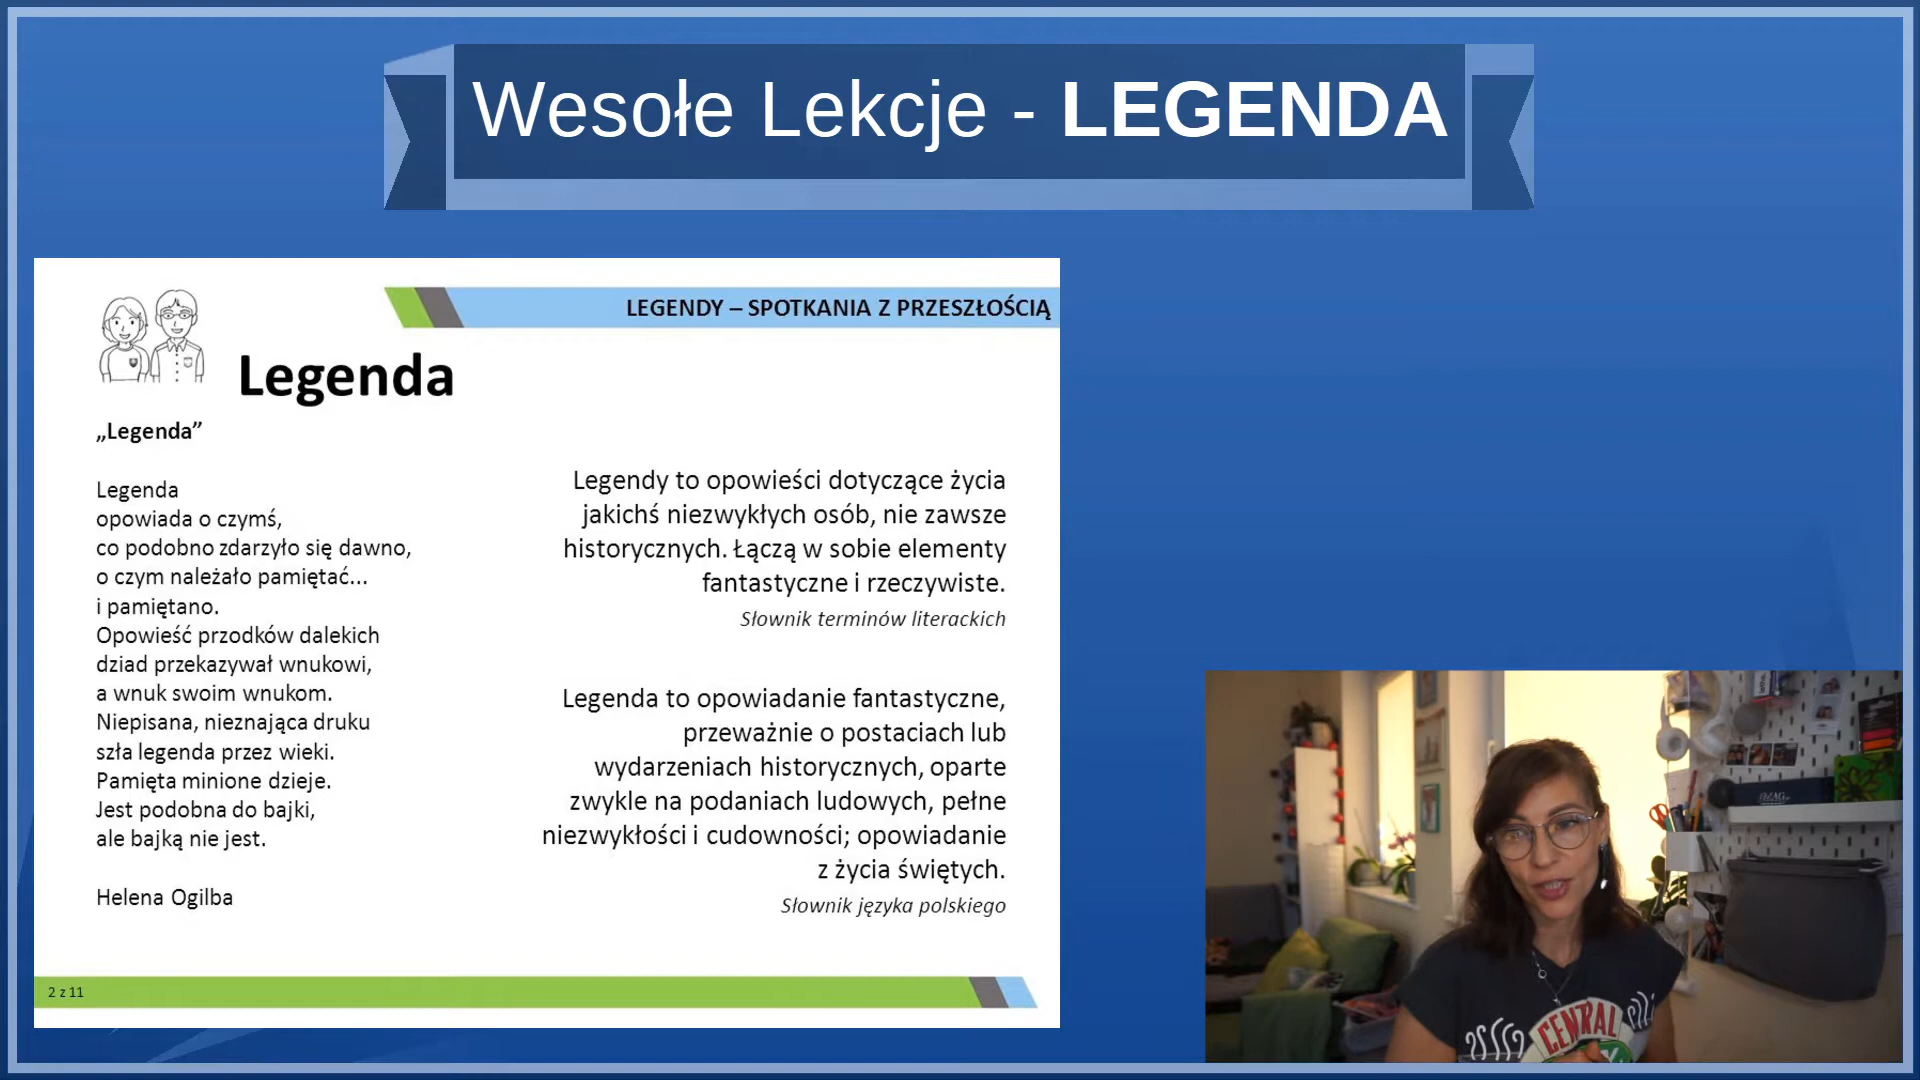 Wesołe Lekcje - LEGENDA
LEGENDY – SPOTKANIA Z PRZESZŁOŚCIĄ
Legenda
„Legenda”
Legenda
opowiada o czymś,
co podobno zdarzyło się dawno,
o czym należało pamiętać...
i pamiętano.
Opowieść przodków dalekich
dziad przekazywał wnukowi,
a wnuk swoim wnukom.
Niepisana, nieznająca druku
szła legenda przez wieki.
Pamięta minione dzieje.
Jest podobna do bajki,
ale bajką nie jest.
Helena Ogilba
Legendy to opowieści dotyczące życia
jakichś niezwykłych osób, nie zawsze
historycznych. Łączą w sobie elementy
fantastyczne i rzeczywiste.
Słownik terminów literackich
Legenda to opowiadanie fantastyczne,
przeważnie o postaciach lub
wydarzeniach historycznych, oparte
zwykle na podaniach ludowych, pełne
niezwykłości i cudowności; opowiadanie
z życia świętych.
Słownik języka polskiego
2 z 11
CENTRAL